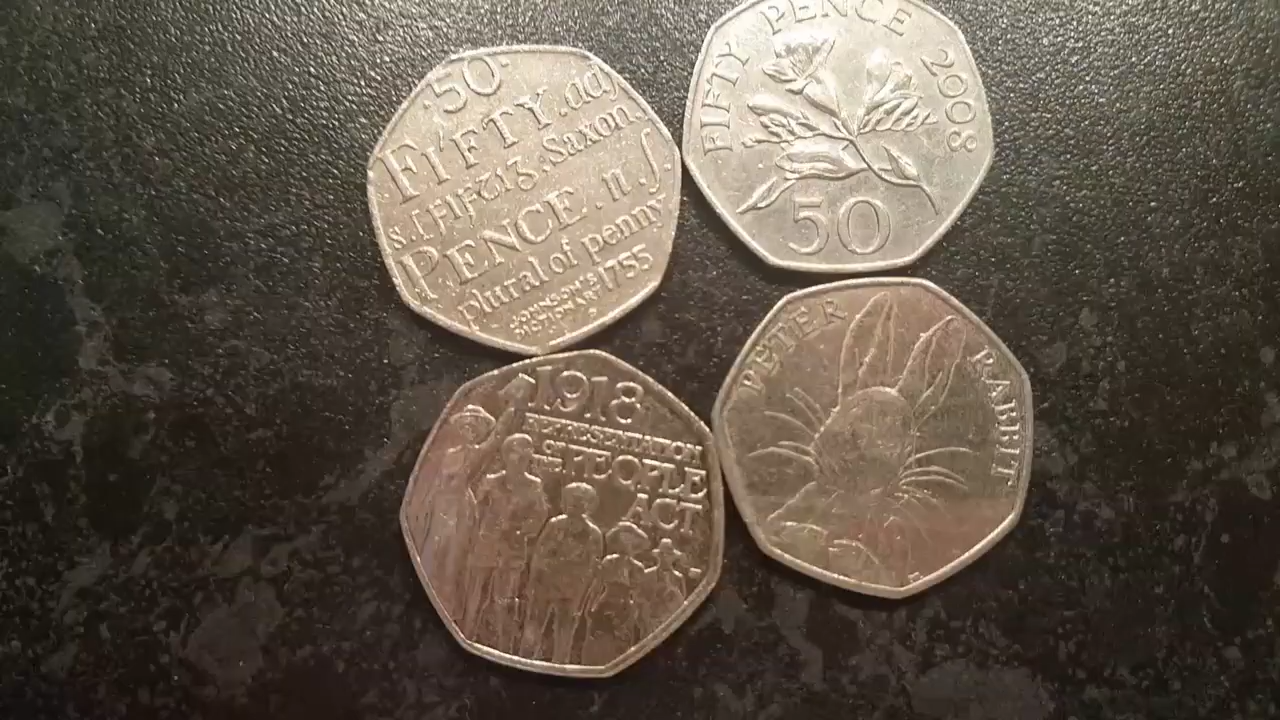 50
FIFTY.adj
s.[FIFTIƷ;Saxon.
PENCE.n.ſ.
plural of penny
JOHNSON'S
DICTIONARY 1755
FIFTY PENCE 2008
50
1918
REPRESENTATION
OF
THE PEOPLE
ACT
PETER RABBIT